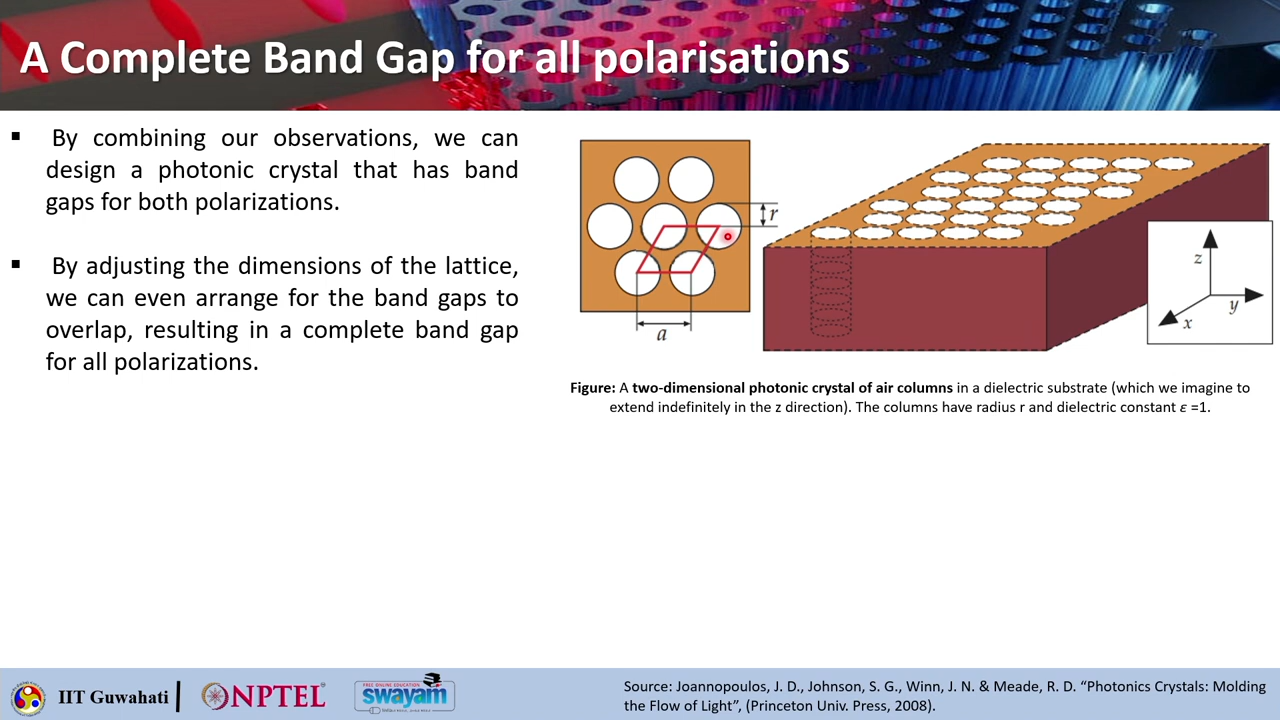 A Complete Band Gap for all polarisations
▪ By combining our observations, we can
design a photonic crystal that has band
gaps for both polarizations.
▪ By adjusting the dimensions of the lattice,
we can even arrange for the band gaps to
overlap, resulting in a complete band gap
for all polarizations.
r
a
z
y
x
Figure: A two-dimensional photonic crystal of air columns in a dielectric substrate (which we imagine to
extend indefinitely in the z direction). The columns have radius r and dielectric constant ε =1.
IIT Guwahati
NPTEL
FREE ONLINE EDUCATION
swayam
Source: Joannopoulos, J. D., Johnson, S. G., Winn, J. N. & Meade, R. D. “Photonics Crystals: Molding
the Flow of Light”, (Princeton Univ. Press, 2008).